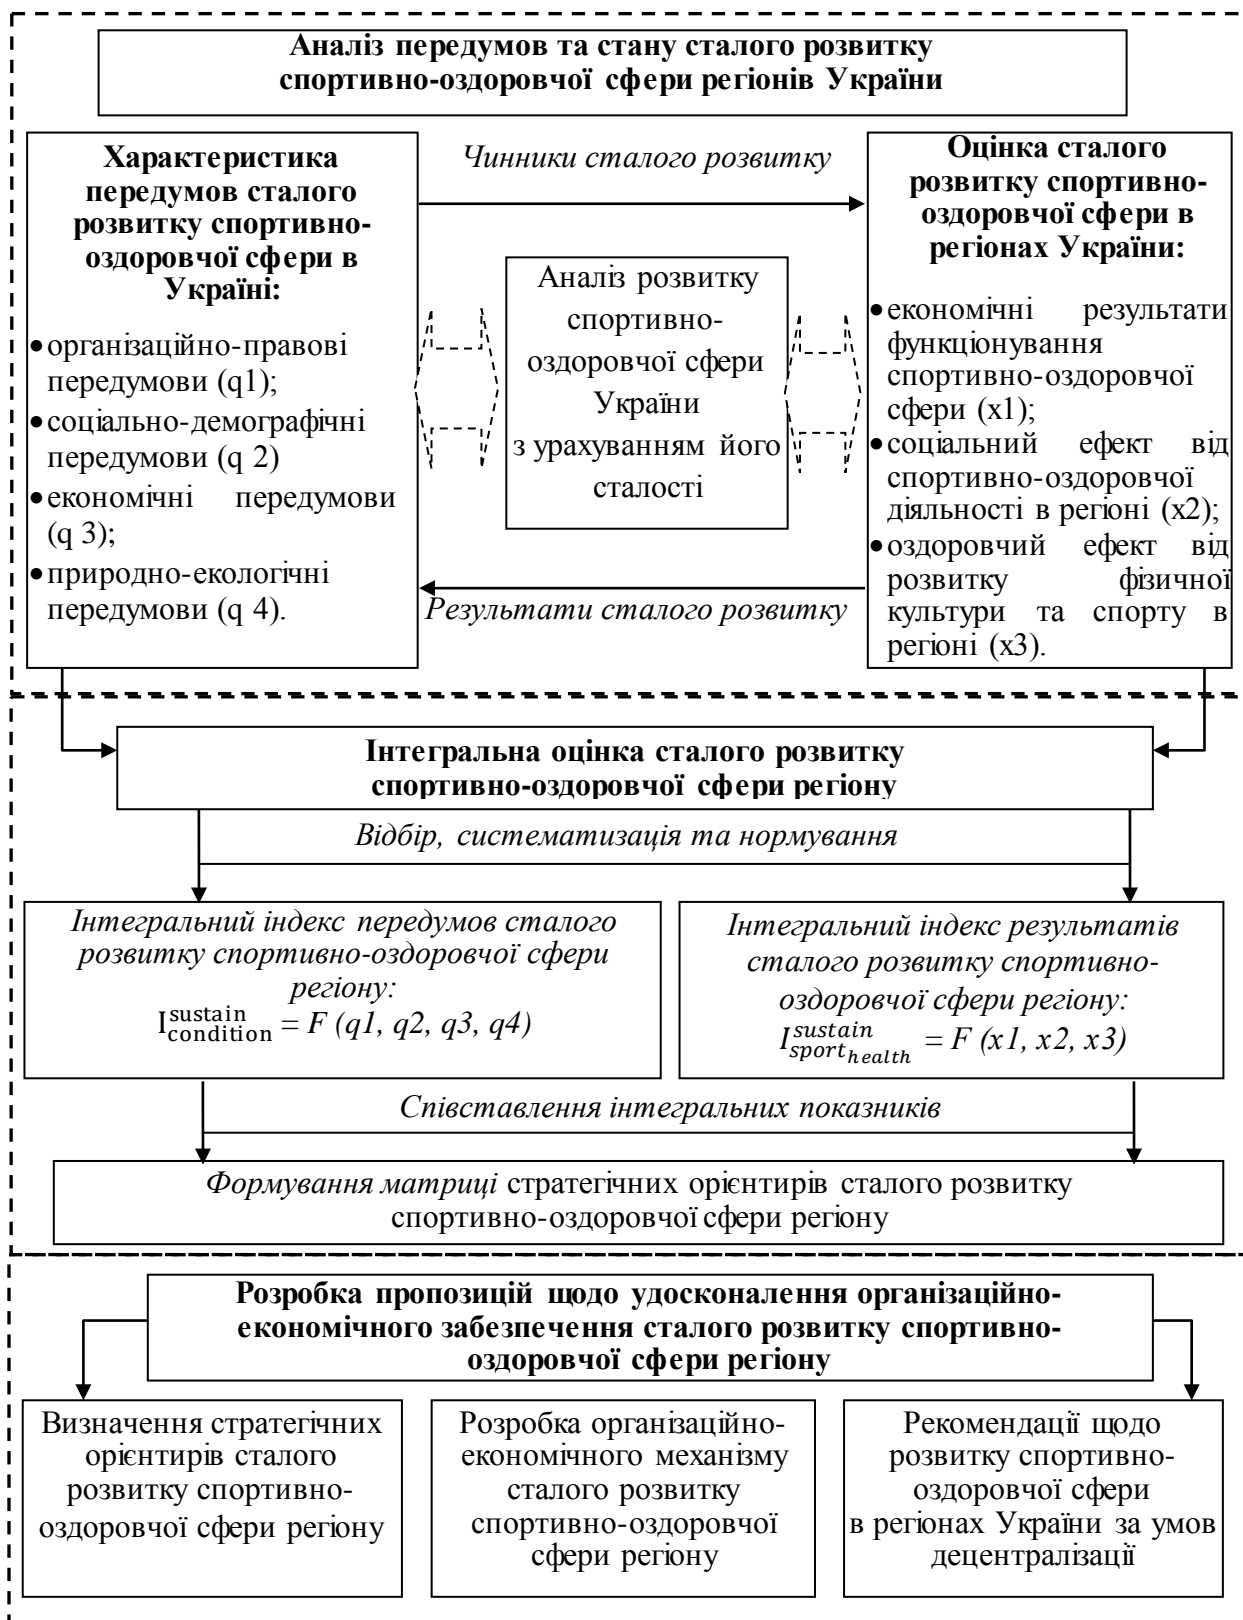 Аналіз передумов та стану сталого розвитку
спортивно-оздоровчої сфери регіонів України
Характеристика
передумов сталого
розвитку спортивно-
оздоровчої сфери в
Україні:
•організаційно-правові
передумови (q1);
•соціально-демографічні
передумови (q 2)
•економічні передумови
(q 3);
•природно-екологічні
передумови (q 4).
Чинники сталого розвитку
Аналіз розвитку
спортивно-
оздоровчої сфери
України
з урахуванням його
сталості
Результати сталого розвитку
Оцінка сталого
розвитку спортивно-
оздоровчої сфери в
регіонах України:
•економічні результати
функціонування
спортивно-оздоровчої
сфери (x1);
•соціальний ефект від
спортивно-оздоровчої
діяльності в регіоні (x2);
•оздоровчий ефект від
розвитку фізичної
культури та спорту в
регіоні (x3).
Інтегральна оцінка сталого розвитку
спортивно-оздоровчої сфери регіону
Відбір, систематизація та нормування
Інтегральний індекс передумов сталого
розвитку спортивно-оздоровчої сфери
регіону:
I^sustain_condition = F (q1, q2, q3, q4)
Інтегральний індекс результатів
сталого розвитку спортивно-
оздоровчої сфери регіону:
I^sustain_sport_health = F (x1, x2, x3)
Співставлення інтегральних показників
Формування матриці стратегічних орієнтирів сталого розвитку
спортивно-оздоровчої сфери регіону
Розробка пропозицій щодо удосконалення організаційно-
економічного забезпечення сталого розвитку спортивно-
оздоровчої сфери регіону
Визначення стратегічних
орієнтирів сталого
розвитку спортивно-
оздоровчої сфери регіону
Розробка організаційно-
економічного механізму
сталого розвитку
спортивно-оздоровчої
сфери регіону
Рекомендації щодо
розвитку спортивно-
оздоровчої сфери
в регіонах України за умов
децентралізації